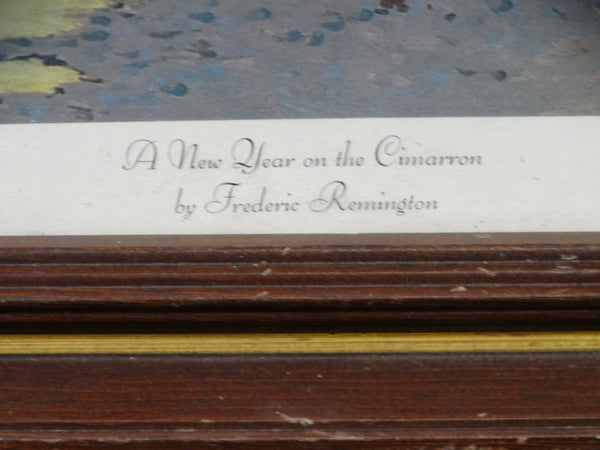 A New Year on the Cimarron
by Frederic Remington